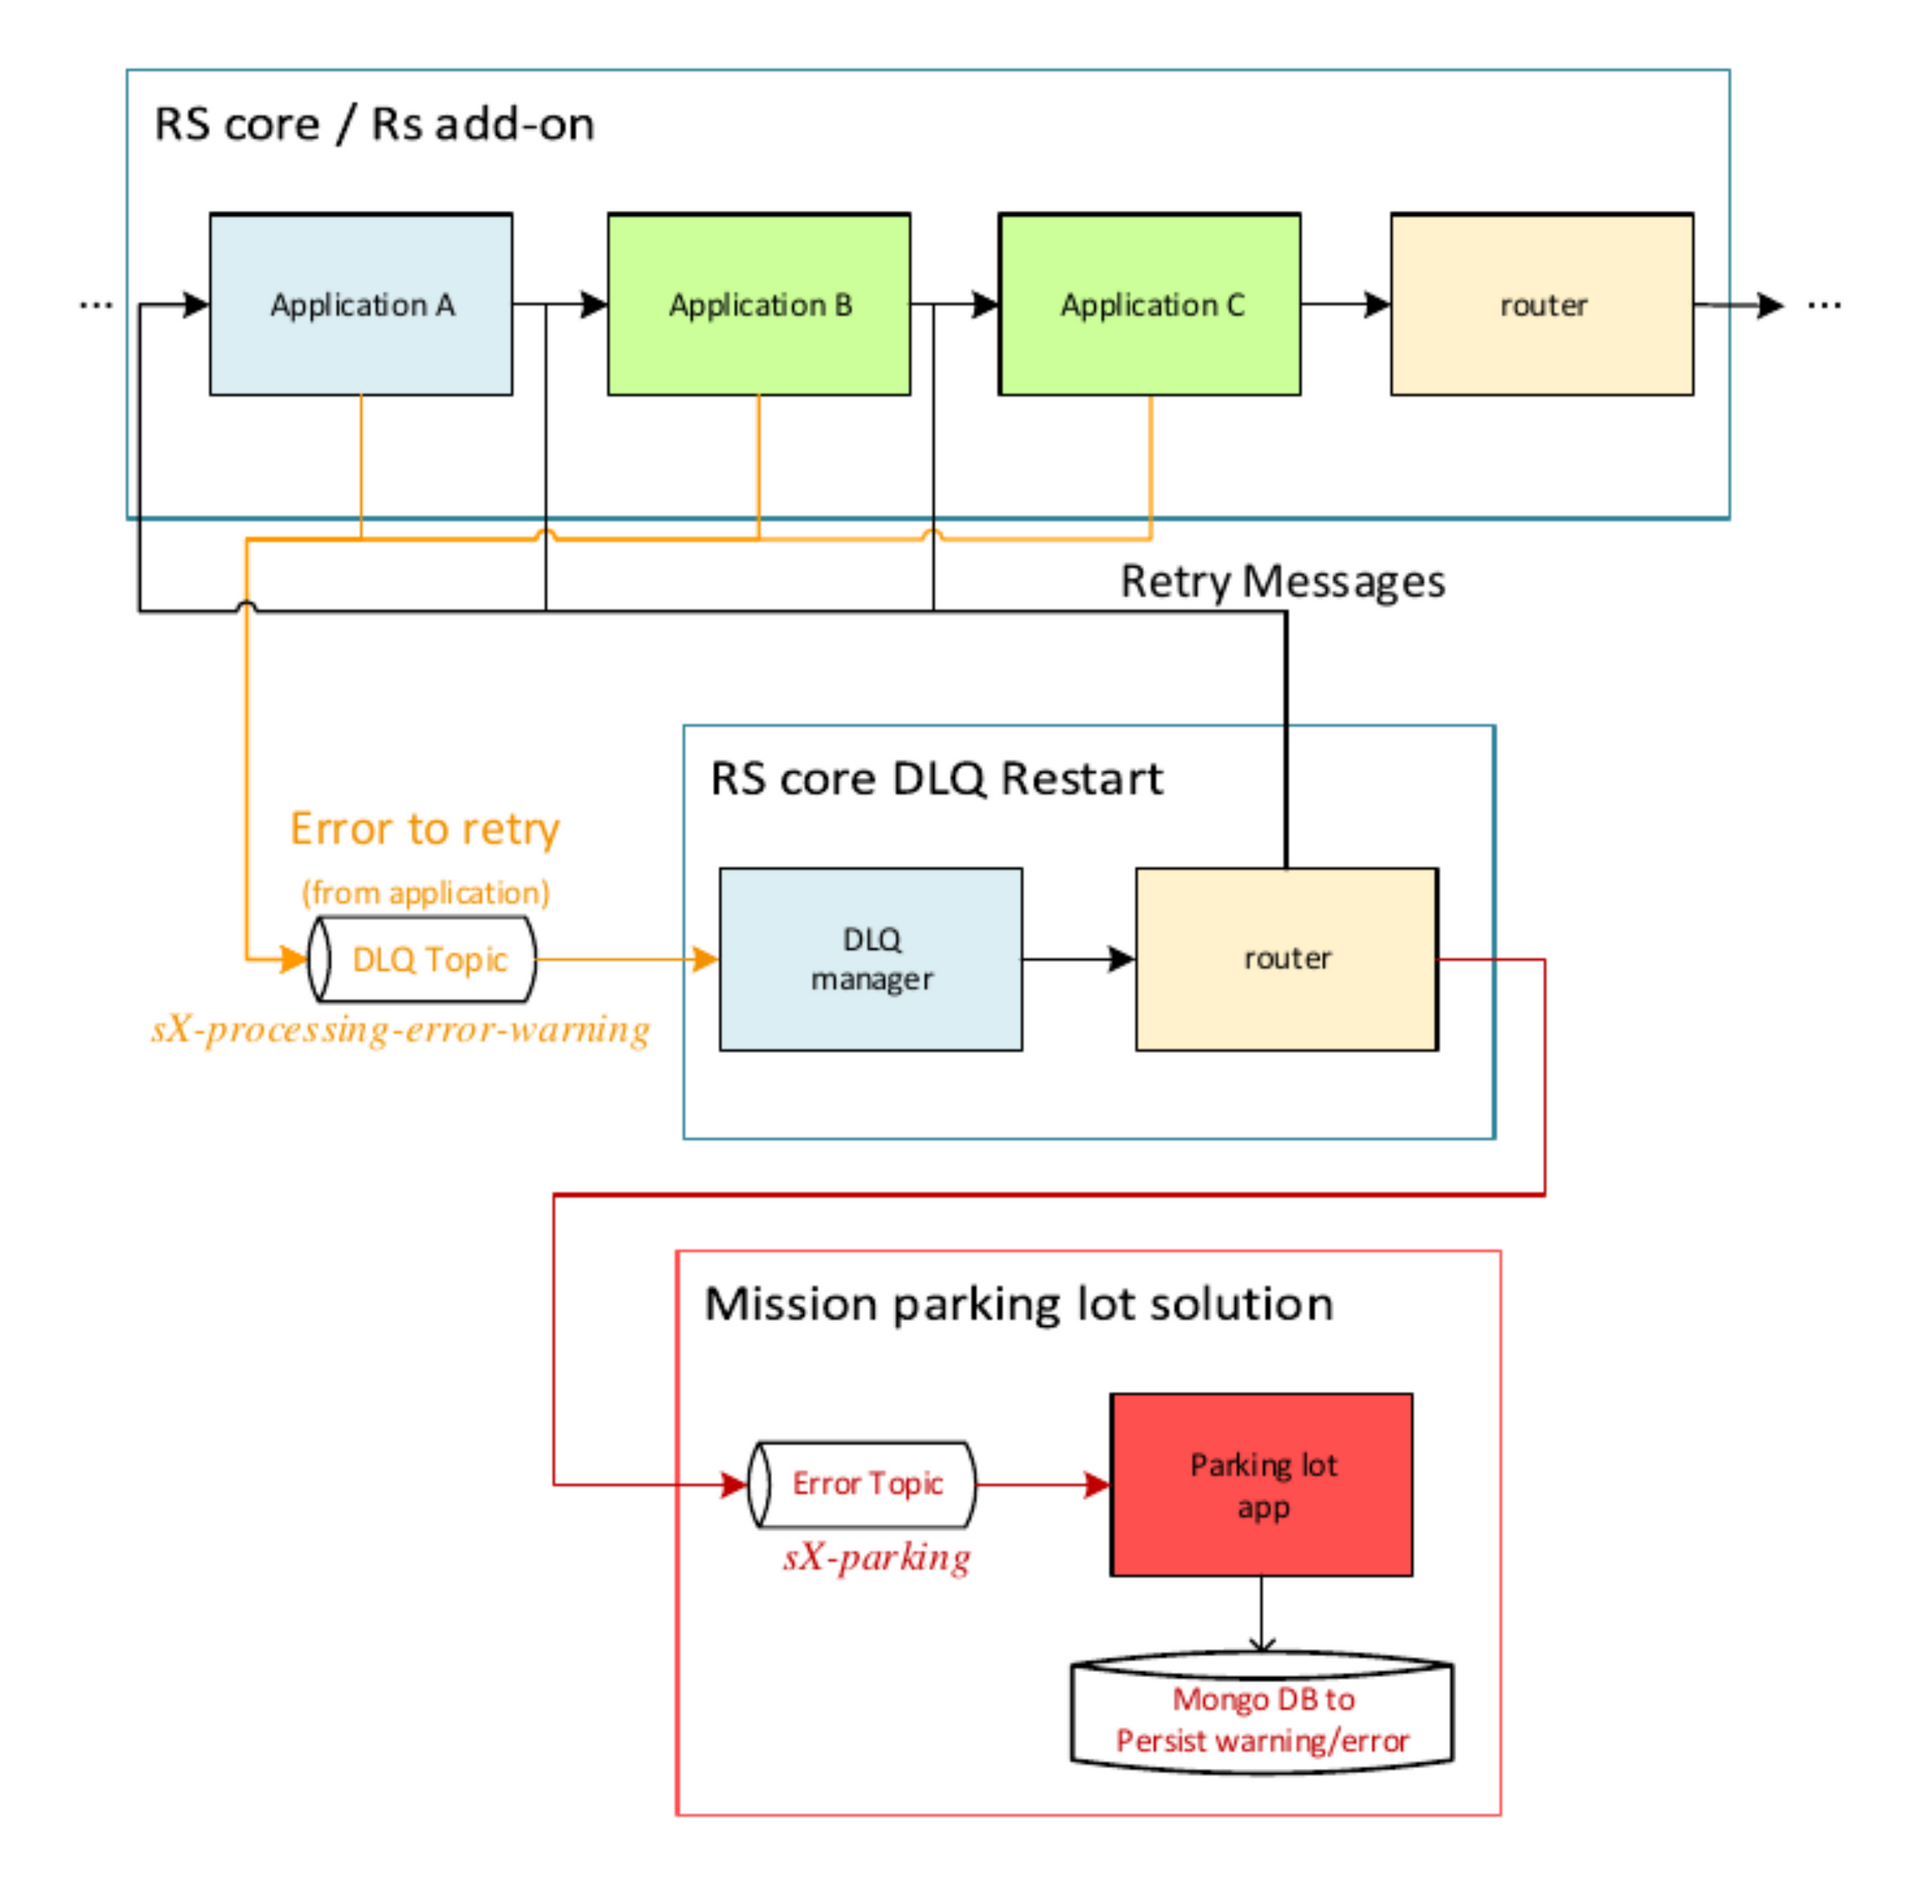 RS core / Rs add-on
...
Application A
Application B
Application C
router
...
Retry Messages
RS core DLQ Restart
Error to retry
(from application)
DLQ Topic
sX-processing-error-warning
DLQ
manager
router
Mission parking lot solution
Error Topic
sX-parking
Parking lot
app
Mongo DB to
Persist warning/error